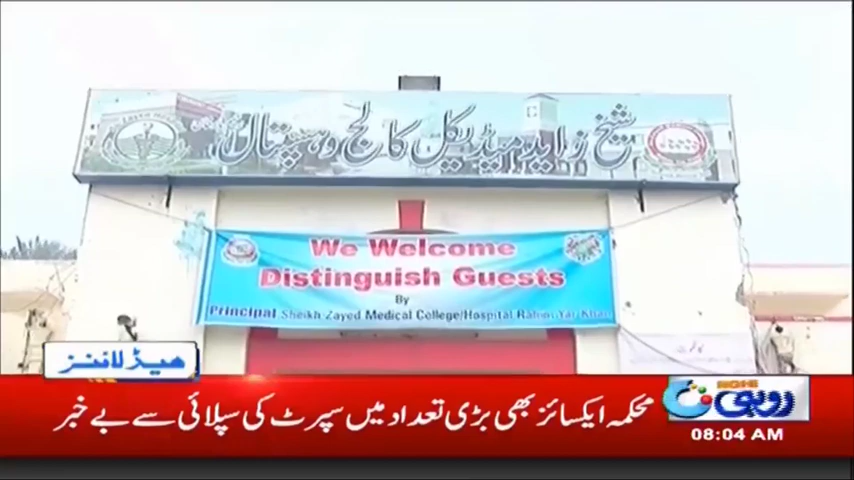 شیخ زاید میڈیکل کالج و ہسپتال
We Welcome
Distinguish Guests
By
Principal Sheikh Zayed Medical College/Hospital Rahim Yar Khan
ہیڈلائنز
محکمہ ایکسائز بھی بڑی تعداد میں سپرٹ کی سپلائی سے بے خبر
روہی
08:04 AM